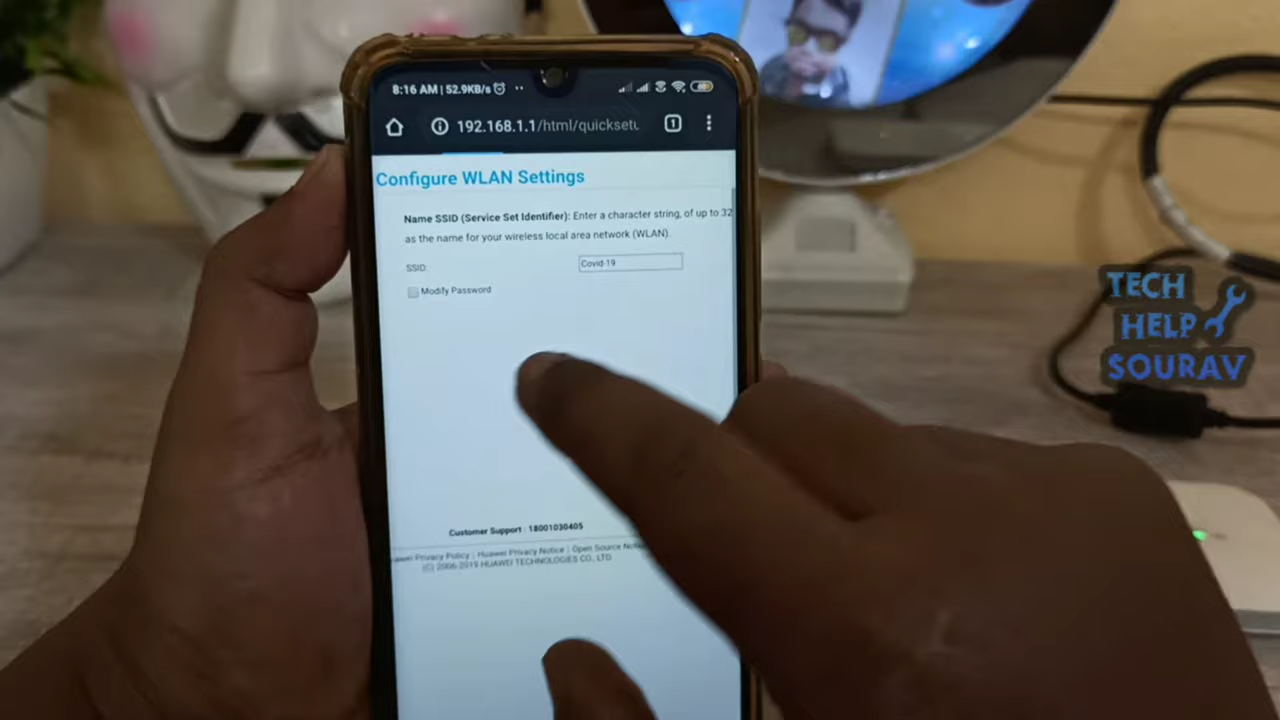 8:16 AM | 52.9KB/s
192.168.1.1/html/quicksetu
1
Configure WLAN Settings
Name SSID (Service Set Identifier): Enter a character string, of up to 32
as the name for your wireless local area network (WLAN).
SSID:
Covid-19
Modify Password
Customer Support : 18001030405
Privacy Policy | Huawei Privacy Notice | Open Source
(C) 2006-2019 HUAWEI TECHNOLOGIES CO., LTD.
TECH
HELP
SOURAV